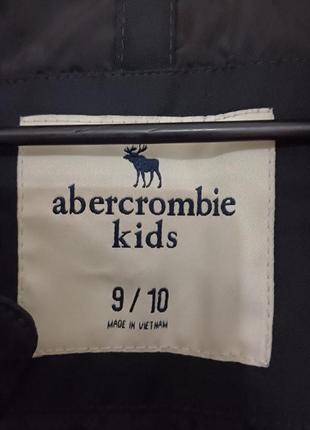 abercrombie
kids
9/10
MADE IN VIETNAM